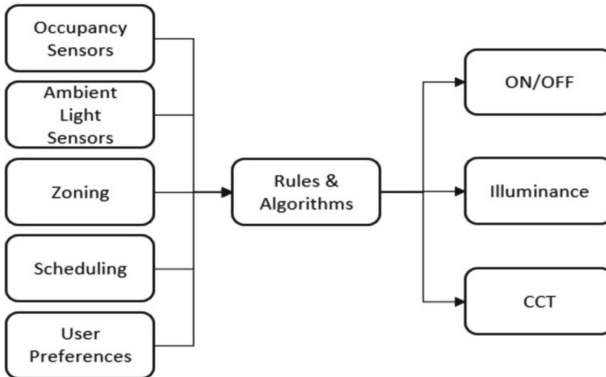 Occupancy
Sensors
Ambient
Light
Sensors
Zoning
Scheduling
User
Preferences
Rules &
Algorithms
ON/OFF
Illuminance
CCT